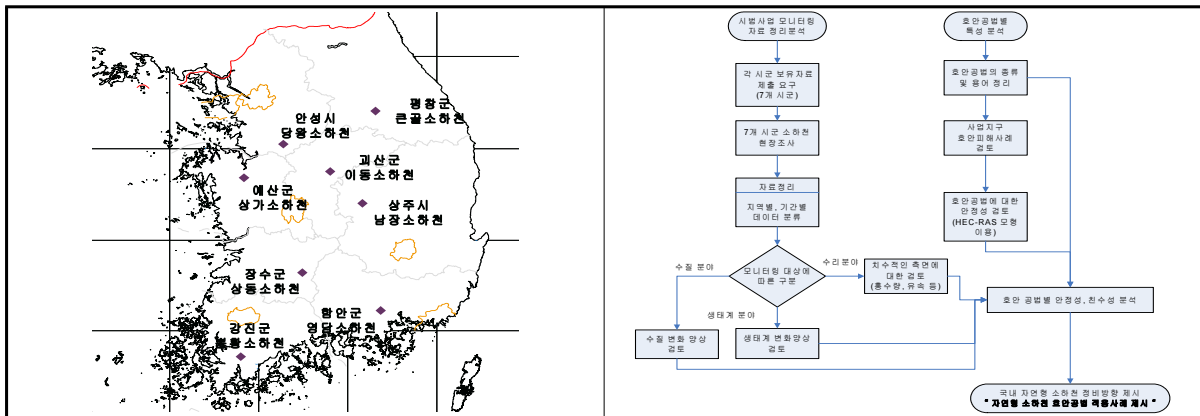 안성시
당왕소하천
평창군
큰골소하천
괴산군
이동소하천
예산군
상가소하천
상주시
남장소하천
장수군
상동소하천
함안군
영담소하천
강진군
소하천
시범사업 모니터링
자료 정리분석
각 시군 보유자료
제출 요구
(7개 시군)
7개 시군 소하천
현장조사
자료정리
지역별, 기간별
데이터 분류
모니터링 대상에
따른 구분
수질 분야
수리분야
생태계 분야
치수적인 측면에
대한 검토
(홍수량, 유속 등)
수질 변화 양상
검토
생태계 변화양상
검토
호안공법별
특성 분석
호안공법의 종류
및 용어 정리
사업지구
호안피해사례
검토
호안공법에 대한
안정성 검토
(HEC-RAS 모형
이용)
호안 공법별 안정성, 친수성 분석
국내 자연형 소하천 정비방향 제시
" 자연형 소하천 호안공법 적용사례 제시 "